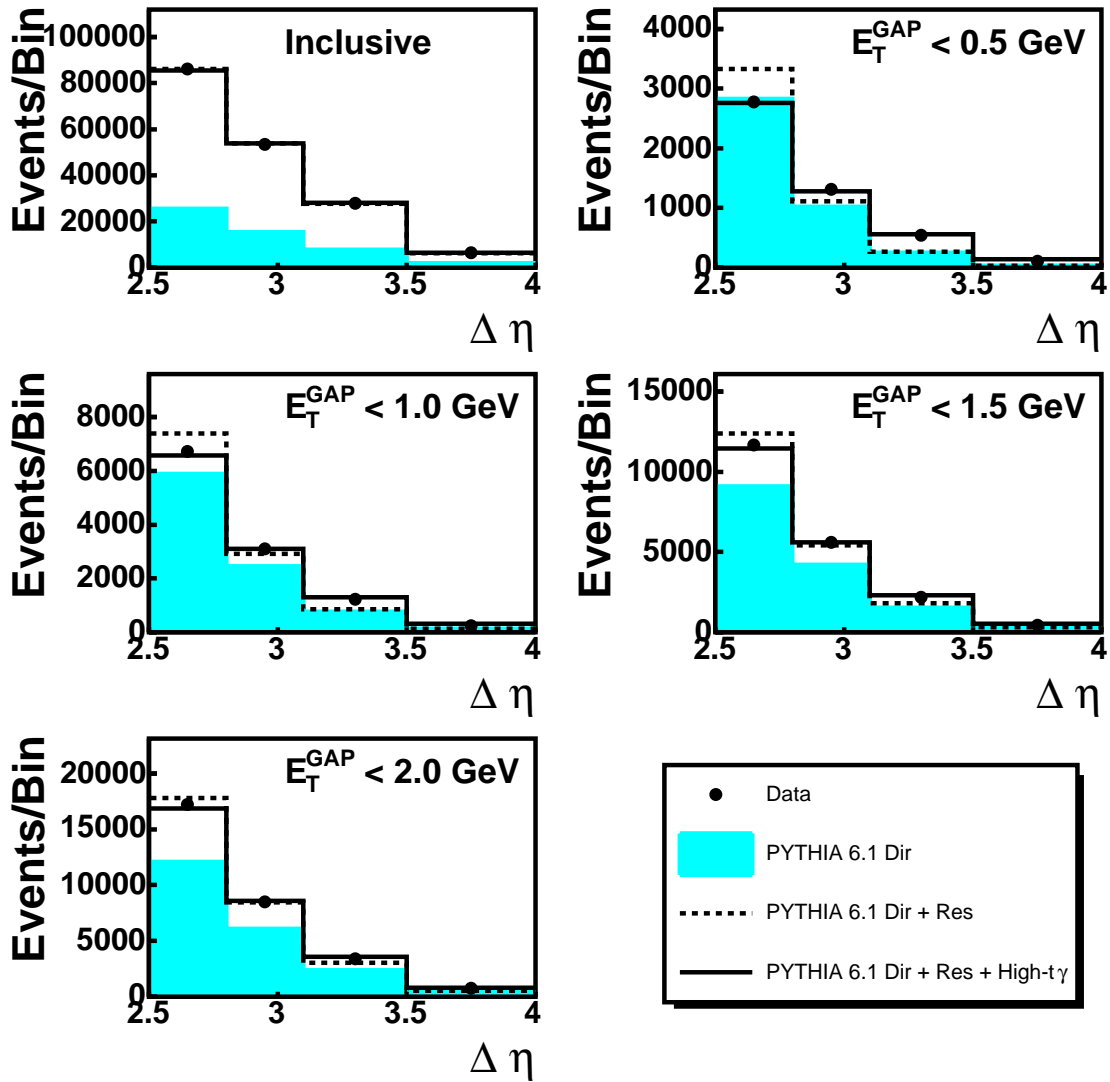 Inclusive
Events/Bin
100000
80000
60000
40000
20000
0
2.5 3 3.5 4
Δ η
E_T^GAP < 0.5 GeV
Events/Bin
4000
3000
2000
1000
0
2.5 3 3.5 4
Δ η
E_T^GAP < 1.0 GeV
Events/Bin
8000
6000
4000
2000
0
2.5 3 3.5 4
Δ η
E_T^GAP < 1.5 GeV
Events/Bin
15000
10000
5000
0
2.5 3 3.5 4
Δ η
E_T^GAP < 2.0 GeV
Events/Bin
20000
15000
10000
5000
0
2.5 3 3.5 4
Δ η
Data
PYTHIA 6.1 Dir
PYTHIA 6.1 Dir + Res
PYTHIA 6.1 Dir + Res + High-t γ